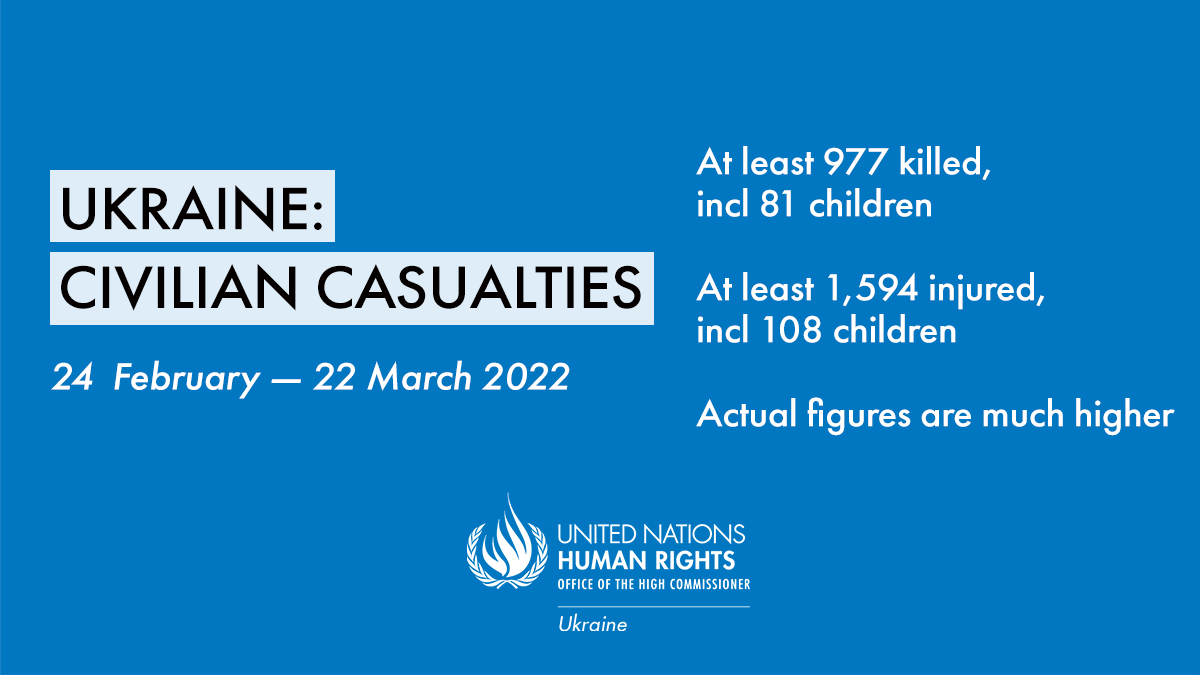 UKRAINE:
CIVILIAN CASUALTIES
24 February — 22 March 2022
At least 977 killed,
incl 81 children
At least 1,594 injured,
incl 108 children
Actual figures are much higher
UNITED NATIONS
HUMAN RIGHTS
OFFICE OF THE HIGH COMMISSIONER
Ukraine